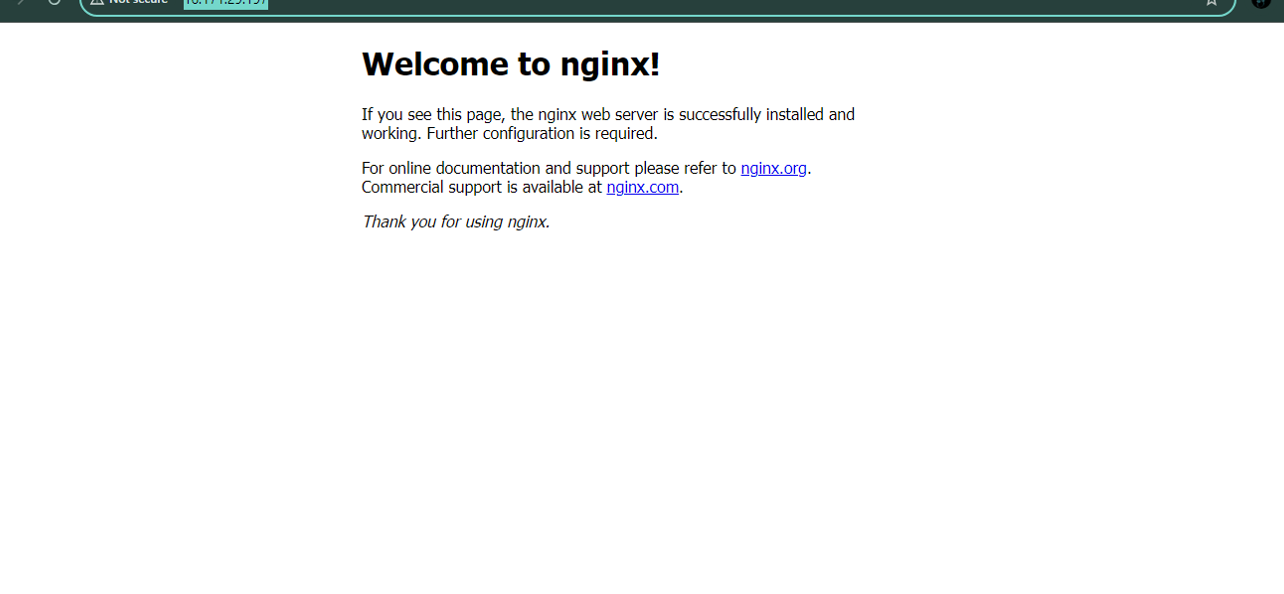 Not secure
Welcome to nginx!
If you see this page, the nginx web server is successfully installed and
working. Further configuration is required.
For online documentation and support please refer to nginx.org.
Commercial support is available at nginx.com.
Thank you for using nginx.